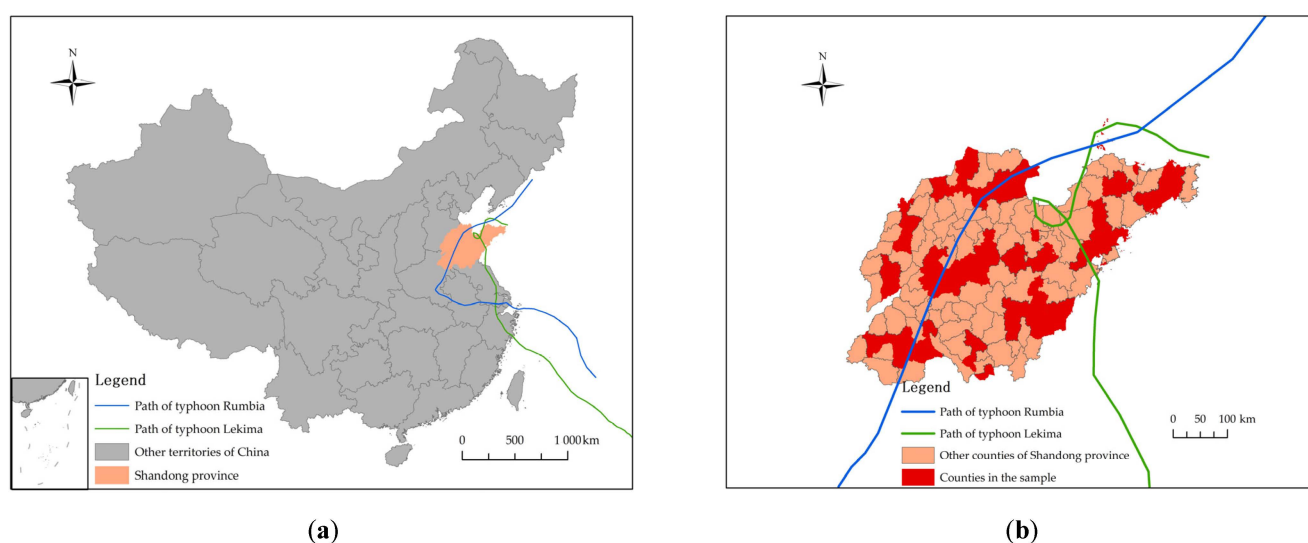 N
Legend
Path of typhoon Rumbia
Path of typhoon Lekima
Other territories of China
Shandong province
0 500 1 000 km
(a)
N
Legend
Path of typhoon Rumbia
Path of typhoon Lekima
Other counties of Shandong province
Counties in the sample
0 50 100 km
(b)